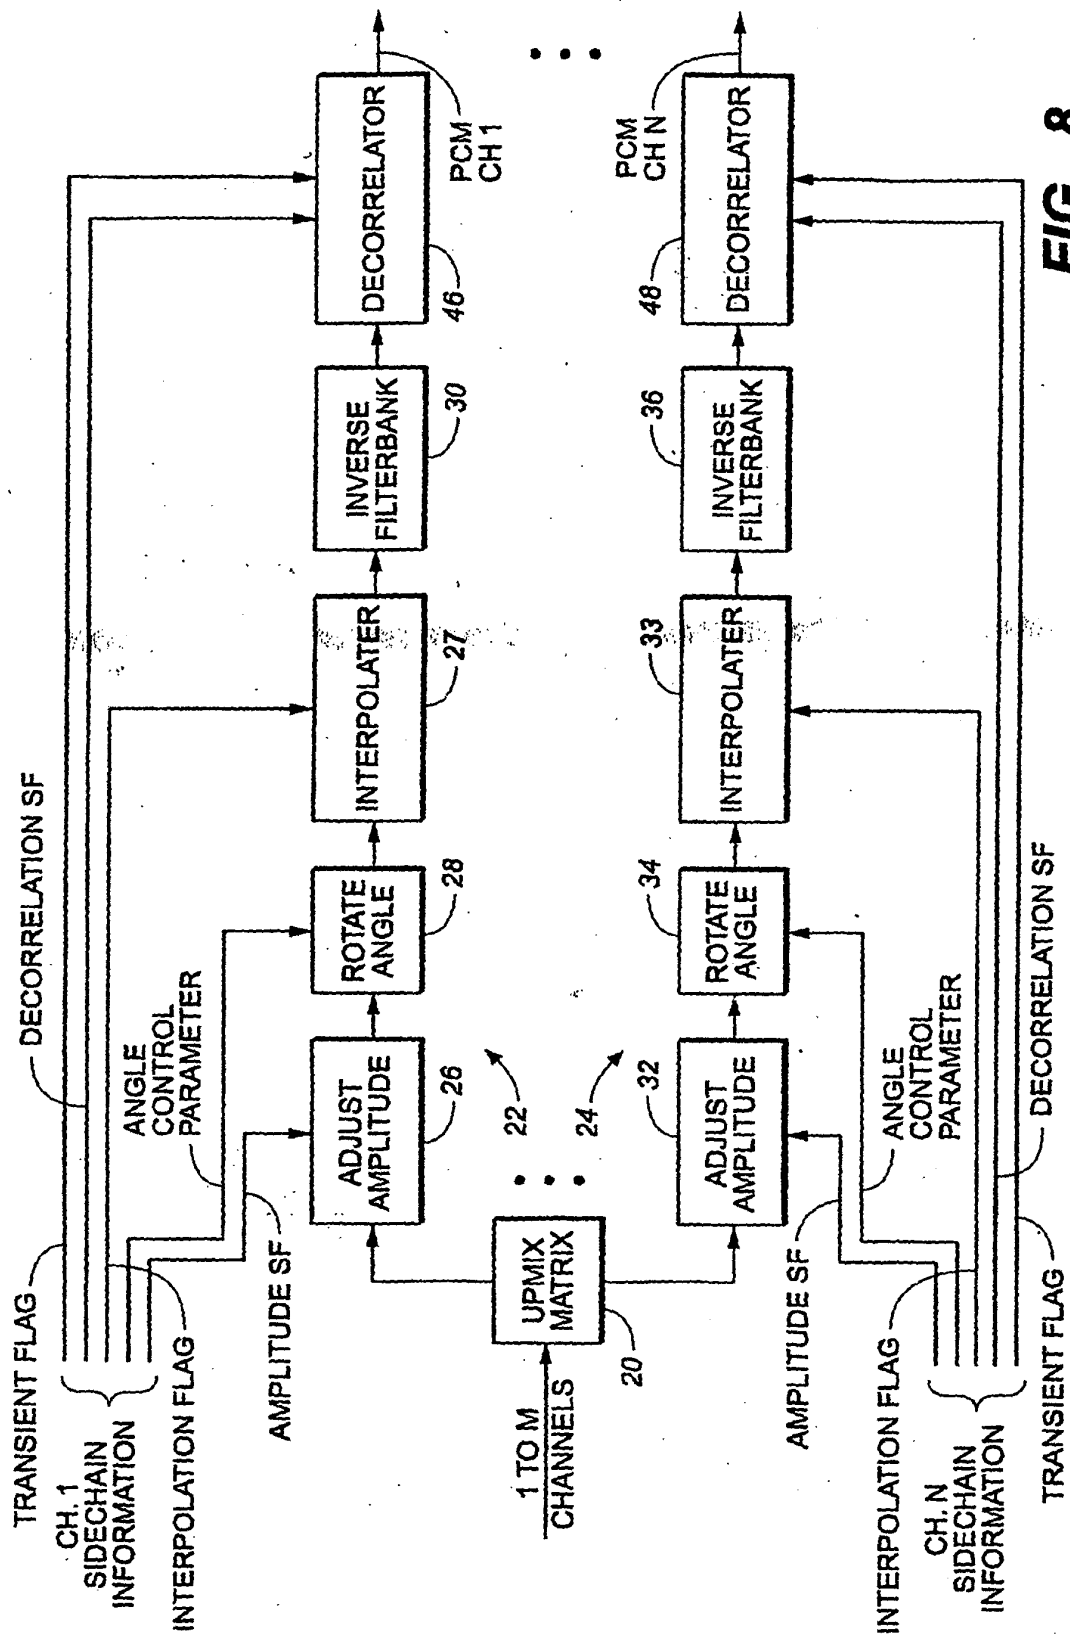 TRANSIENT FLAG
DECORRELATION SF
CH. 1
SIDECHAIN
INFORMATION
INTERPOLATION FLAG
ANGLE
CONTROL
PARAMETER
AMPLITUDE SF
ADJUST
AMPLITUDE
26
ROTATE
ANGLE
28
INTERPOLATER
27
INVERSE
FILTERBANK
30
DECORRELATOR
46
PCM
CH 1
22
24
1 TO M
CHANNELS
UPMIX
MATRIX
20
ADJUST
AMPLITUDE
32
ROTATE
ANGLE
34
INTERPOLATER
33
INVERSE
FILTERBANK
36
DECORRELATOR
48
PCM
CH N
AMPLITUDE SF
ANGLE
CONTROL
PARAMETER
INTERPOLATION FLAG
CH. N
SIDECHAIN
INFORMATION
DECORRELATION SF
TRANSIENT FLAG
FIG_8